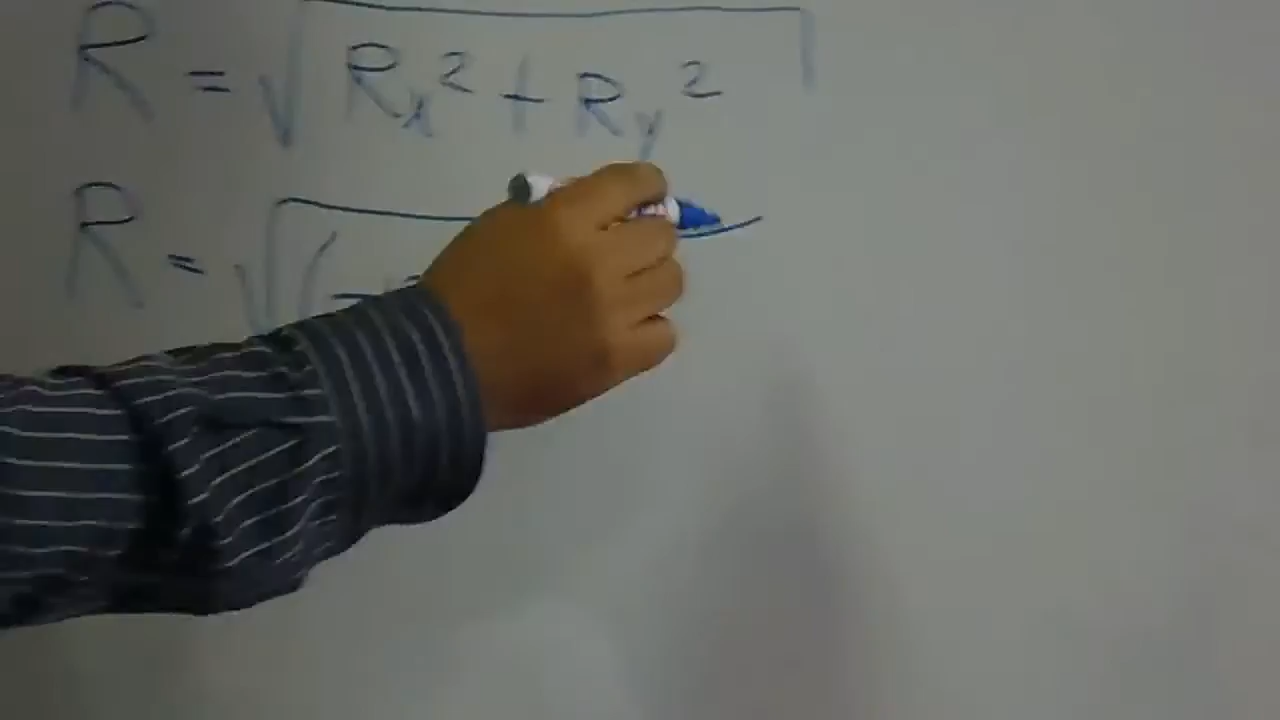 R = √Rx² + Ry²
R = √(-